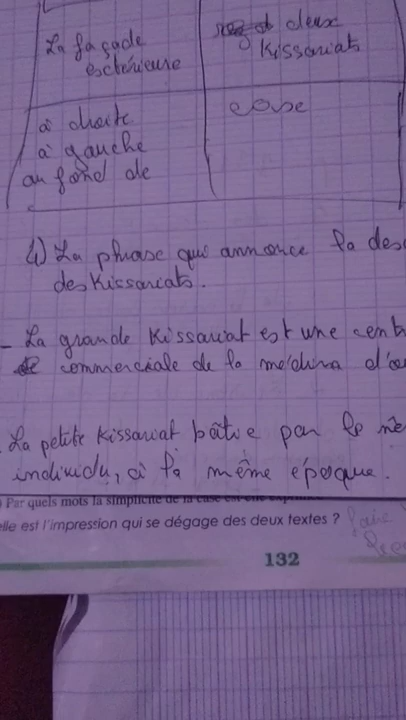 La façade
extérieure
deux
Kissariats
à droite
à gauche
au fond de
case
4) La phrase qui annonce la des
des Kissariats.
- La grande Kissariat est une cent
commerciale de la médina d'
- La petite Kissariat bâtie par le mê
individu, à la même époque.
Par quels mots la simplicité de la case est-elle
elle est l'impression qui se dégage des deux textes ?
132